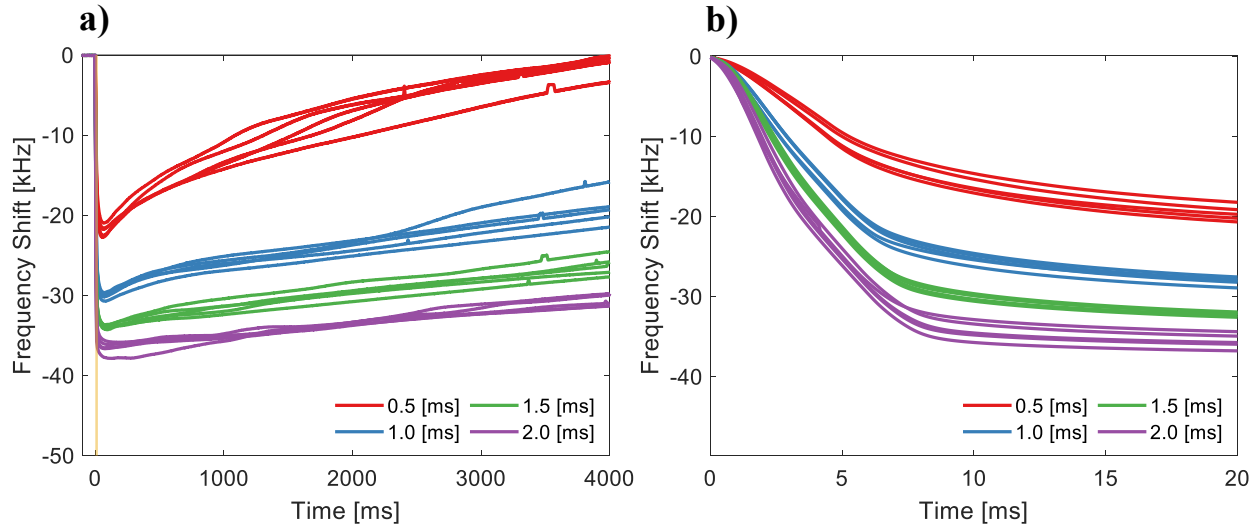 a)
0
-10
-20
-30
-40
-50
Frequency Shift [kHz]
0
1000
2000
3000
4000
Time [ms]
0.5 [ms]
1.5 [ms]
1.0 [ms]
2.0 [ms]
b)
0
-10
-20
-30
-40
Frequency Shift [kHz]
0
5
10
15
20
Time [ms]
0.5 [ms]
1.5 [ms]
1.0 [ms]
2.0 [ms]